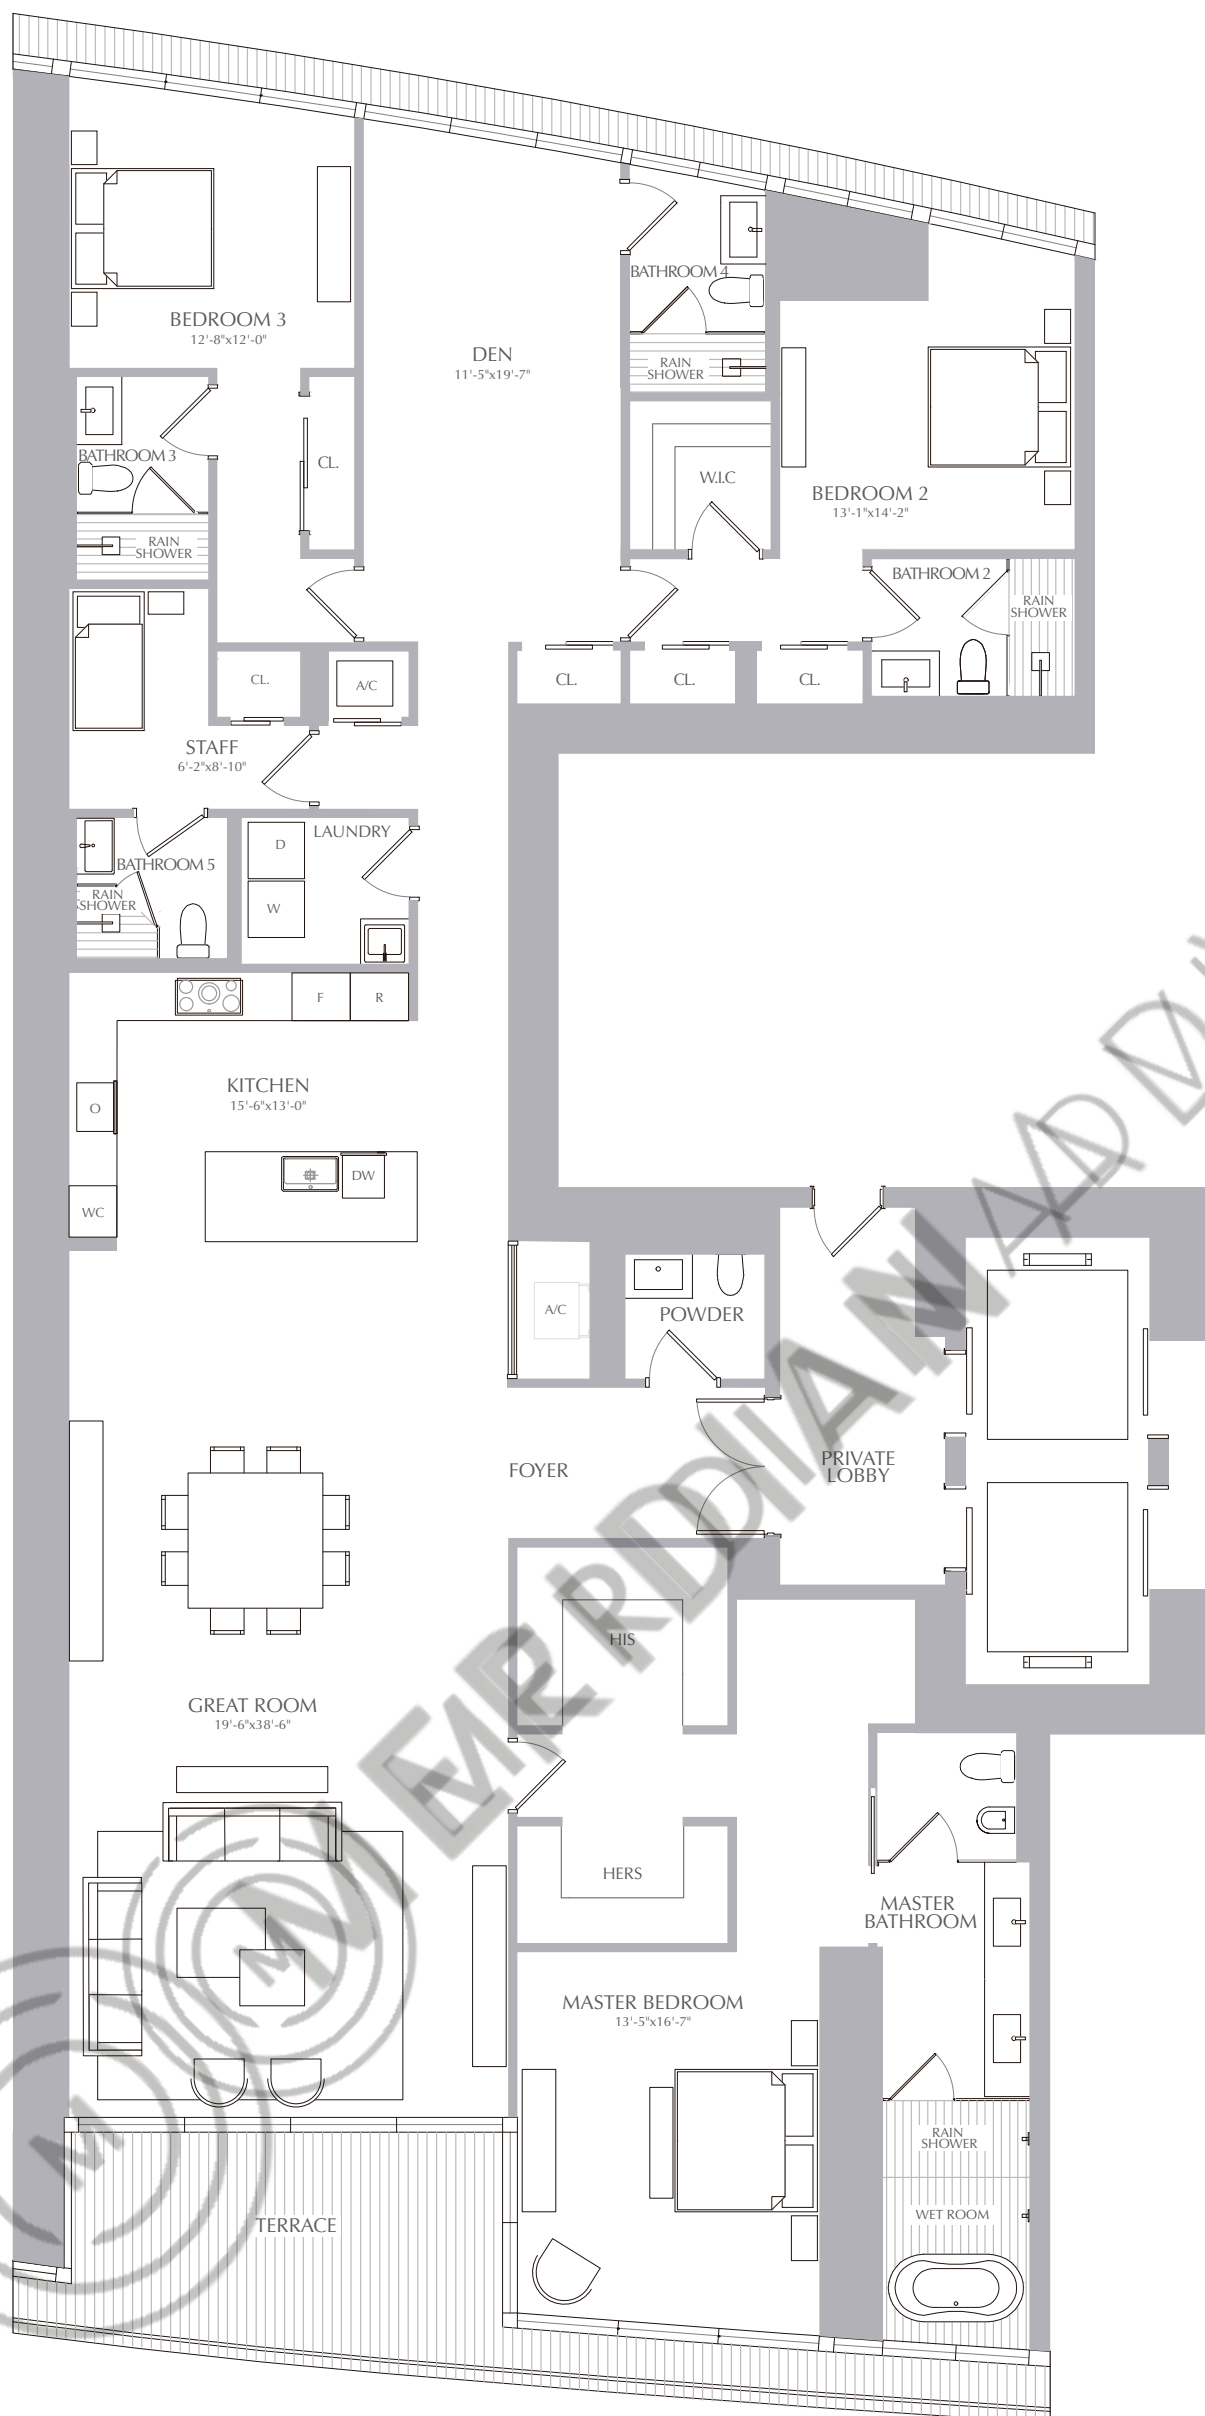 BEDROOM 3
12'-8"x12'-0"
DEN
11'-5"x19'-7"
BATHROOM 4
RAIN
SHOWER
W.I.C
BEDROOM 2
13'-1"x14'-2"
BATHROOM 3
CL.
RAIN
SHOWER
BATHROOM 2
RAIN
SHOWER
CL.
A/C
CL.
CL.
CL.
STAFF
6'-2"x8'-10"
LAUNDRY
D
W
BATHROOM 5
RAIN
SHOWER
F
R
KITCHEN
15'-6"x13'-0"
O
DW
WC
A/C
POWDER
FOYER
PRIVATE
LOBBY
HIS
GREAT ROOM
19'-6"x38'-6"
HERS
MASTER
BATHROOM
MASTER BEDROOM
13'-5"x16'-7"
RAIN
SHOWER
WET ROOM
TERRACE
M
M